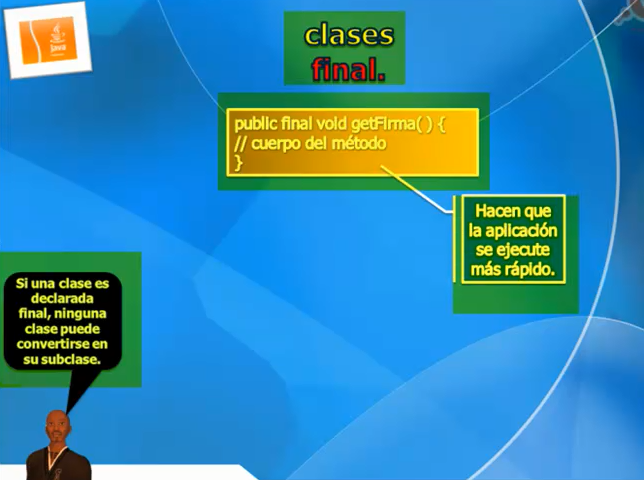 Java
clases
final.
public final void getFirma( ) {
// cuerpo del método
}
Hacen que
la aplicación
se ejecute
más rápido.
Si una clase es
declarada
final, ninguna
clase puede
convertirse en
su subclase.